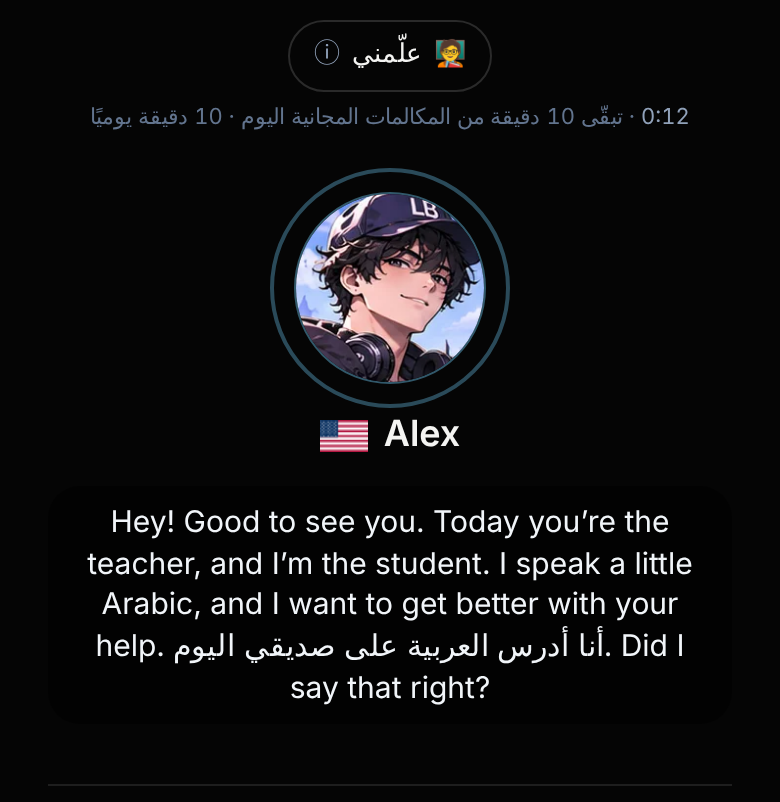 علّمني ⓘ
0:12 · تبقّى 10 دقيقة من المكالمات المجانية اليوم · 10 دقيقة يوميًا
LB
Alex
Hey! Good to see you. Today you’re the
teacher, and I’m the student. I speak a little
Arabic, and I want to get better with your
help. أنا أدرس العربية على صديقي اليوم. Did I
say that right?